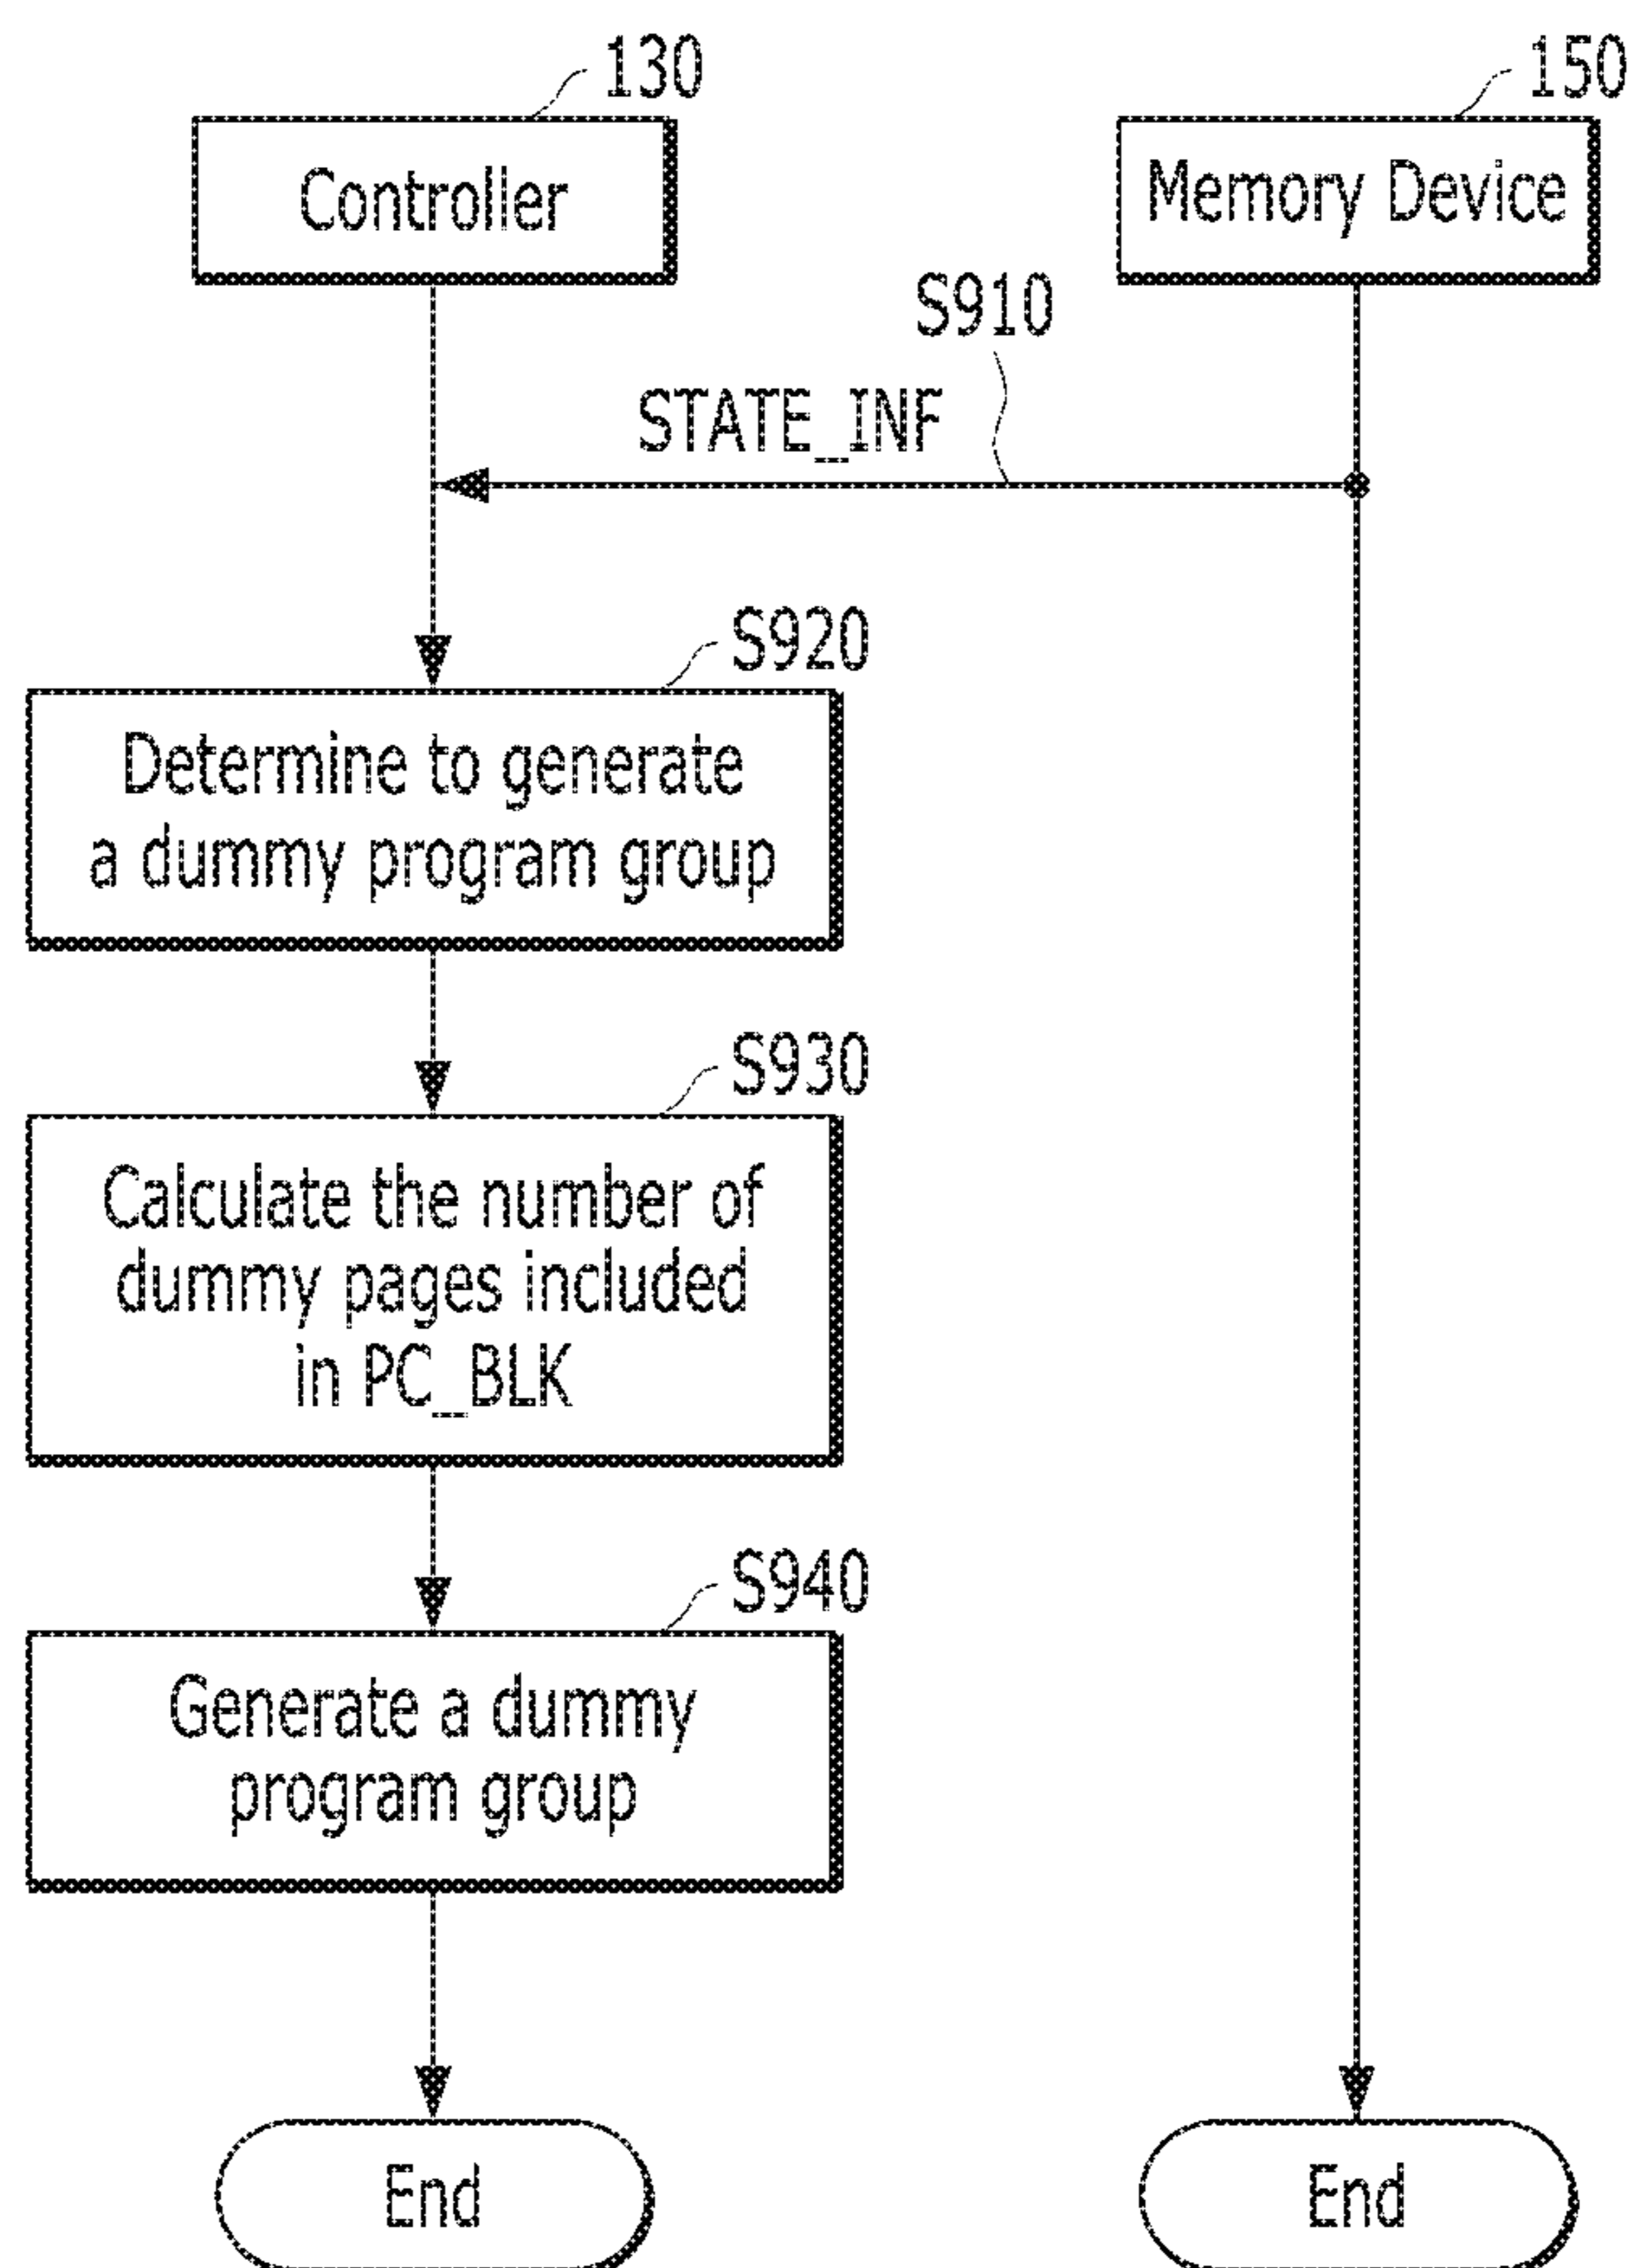 130
Controller
150
Memory Device
S910
STATE_INF
S920
Determine to generate
a dummy program group
S930
Calculate the number of
dummy pages included
in PC_BLK
S940
Generate a dummy
program group
End
End